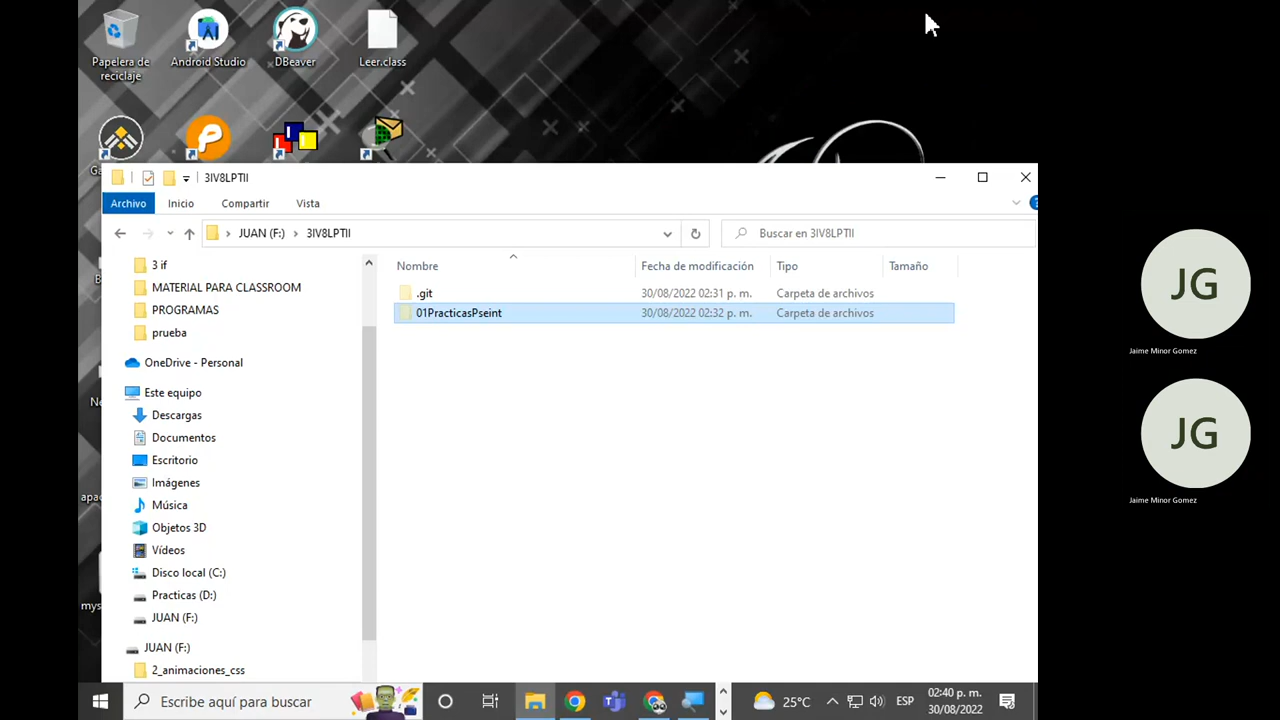 Papelera de
reciclaje
Android Studio
DBeaver
Leer.class
3IV8LPTII
Archivo
Inicio
Compartir
Vista
JUAN (F:)
3IV8LPTII
Buscar en 3IV8LPTII
Nombre
Fecha de modificación
Tipo
Tamaño
.git
30/08/2022 02:31 p. m.
Carpeta de archivos
01PracticasPseint
30/08/2022 02:32 p. m.
Carpeta de archivos
3 if
MATERIAL PARA CLASSROOM
PROGRAMAS
prueba
OneDrive - Personal
Este equipo
Descargas
Documentos
Escritorio
Imágenes
Música
Objetos 3D
Vídeos
Disco local (C:)
Practicas (D:)
JUAN (F:)
JUAN (F:)
2_animaciones_css
JG
Jaime Minor Gomez
JG
Jaime Minor Gomez
Escribe aquí para buscar
25°C
ESP
02:40 p. m.
30/08/2022